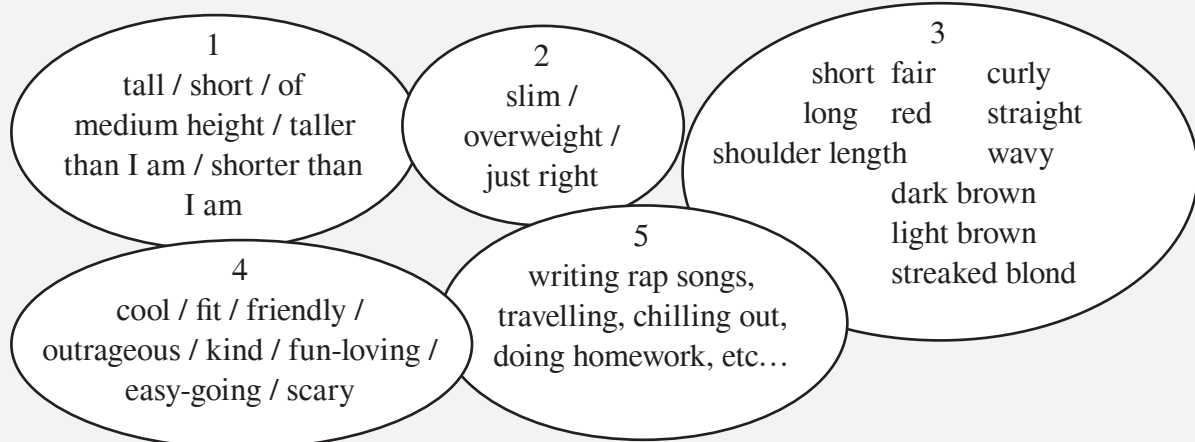 1
tall / short / of
medium height / taller
than I am / shorter than
I am
2
slim /
overweight /
just right
3
short fair curly
long red straight
shoulder length wavy
dark brown
light brown
streaked blond
4
cool / fit / friendly /
outrageous / kind / fun-loving /
easy-going / scary
5
writing rap songs,
travelling, chilling out,
doing homework, etc…